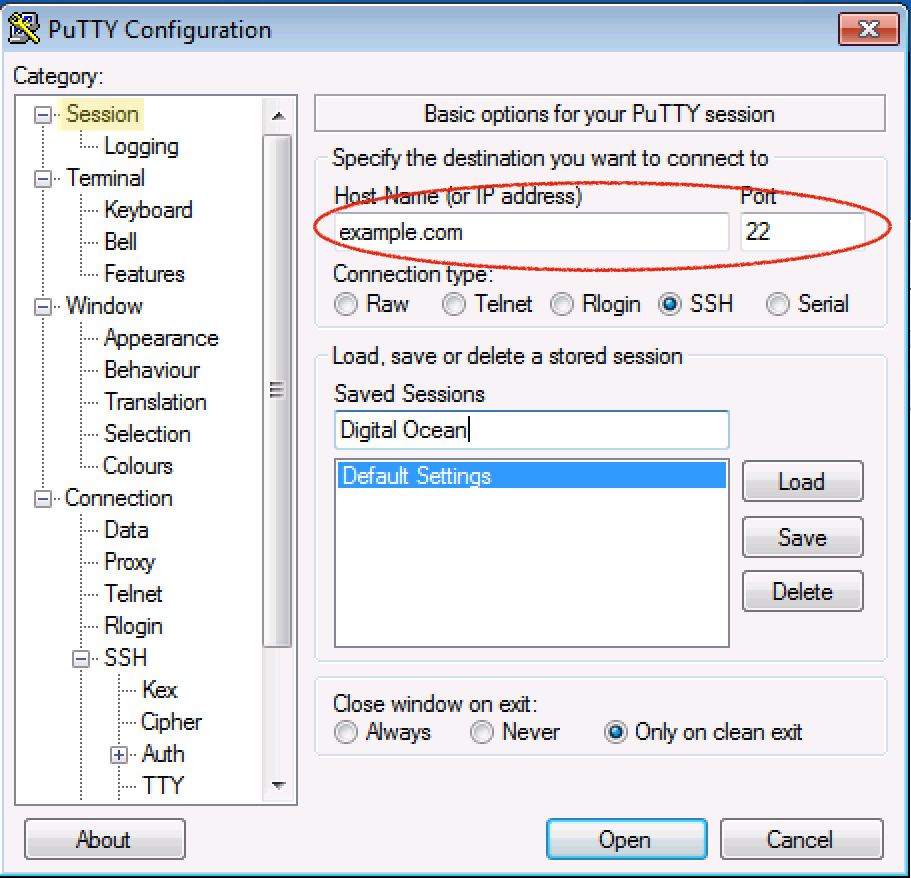 PuTTY Configuration
Category:
Session
Logging
Terminal
Keyboard
Bell
Features
Window
Appearance
Behaviour
Translation
Selection
Colours
Connection
Data
Proxy
Telnet
Rlogin
SSH
Kex
Cipher
Auth
TTY
Basic options for your PuTTY session
Specify the destination you want to connect to
Host Name (or IP address) Port
example.com 22
Connection type:
Raw Telnet Rlogin SSH Serial
Load, save or delete a stored session
Saved Sessions
Digital Ocean
Default Settings
Load
Save
Delete
Close window on exit:
Always Never Only on clean exit
About Open Cancel